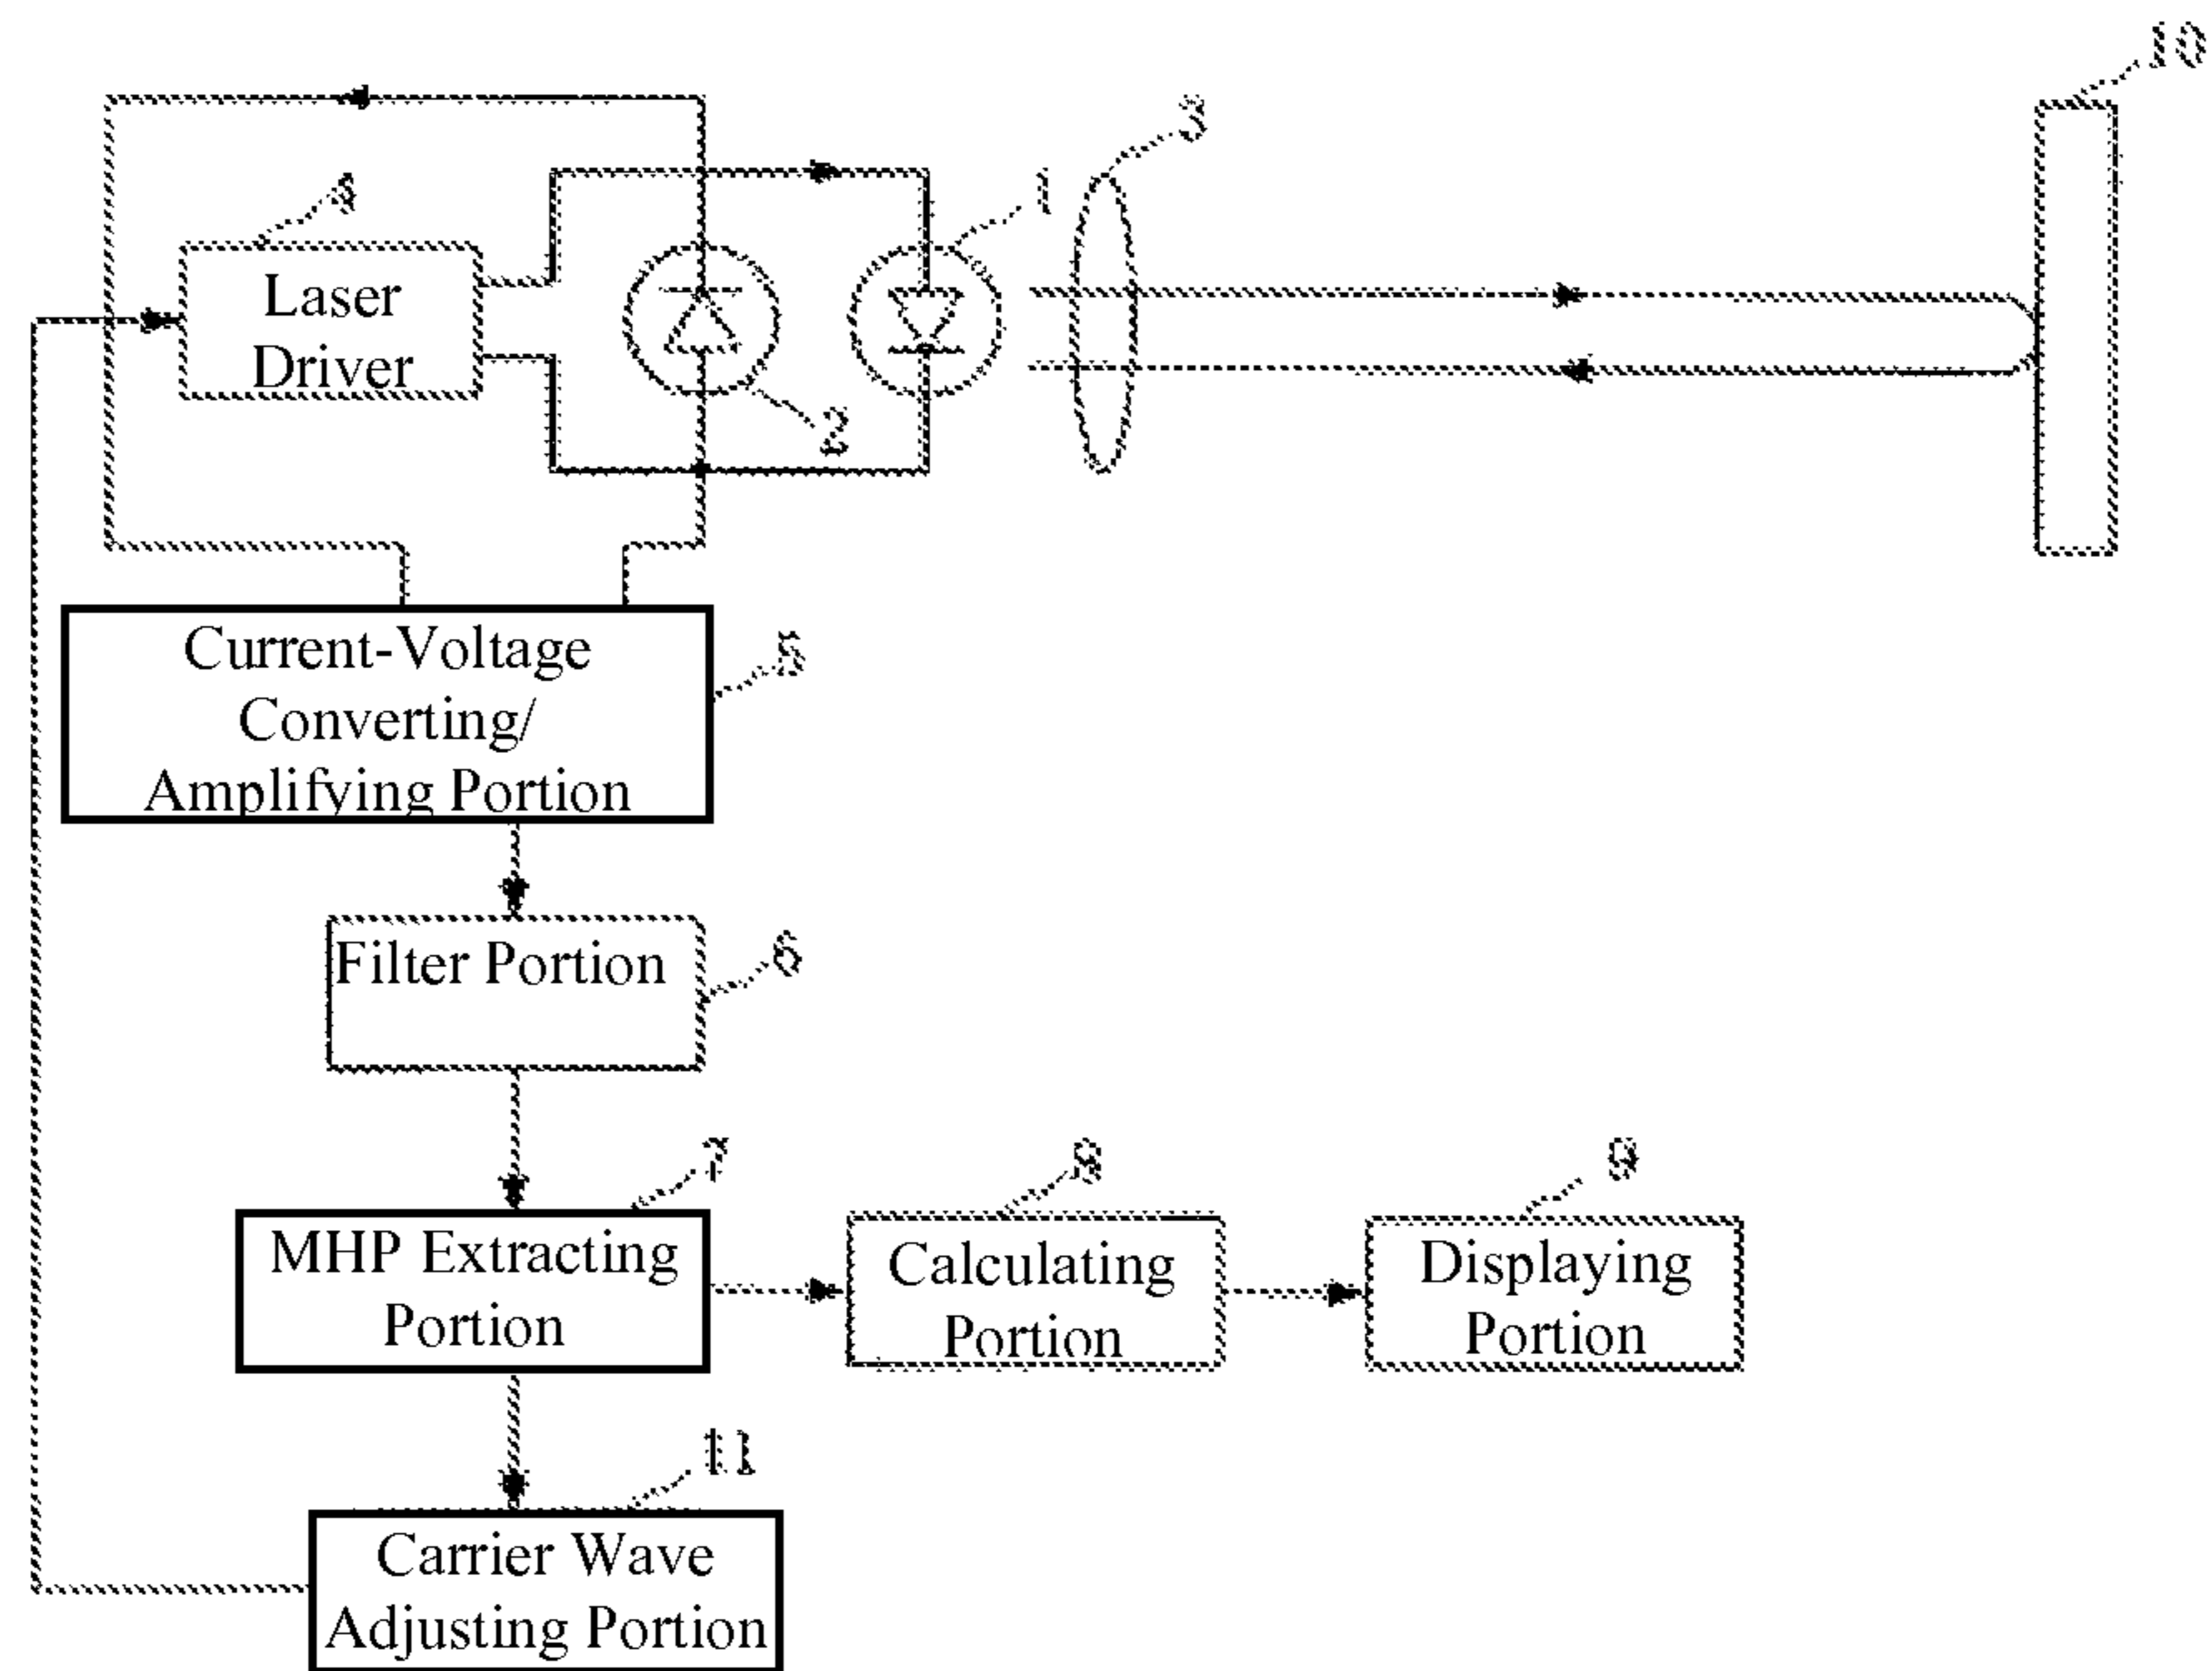 10
3
4
1
Laser
Driver
2
Current-Voltage
Converting/
Amplifying Portion
5
Filter Portion
6
7
8
9
MHP Extracting
Portion
Calculating
Portion
Displaying
Portion
11
Carrier Wave
Adjusting Portion